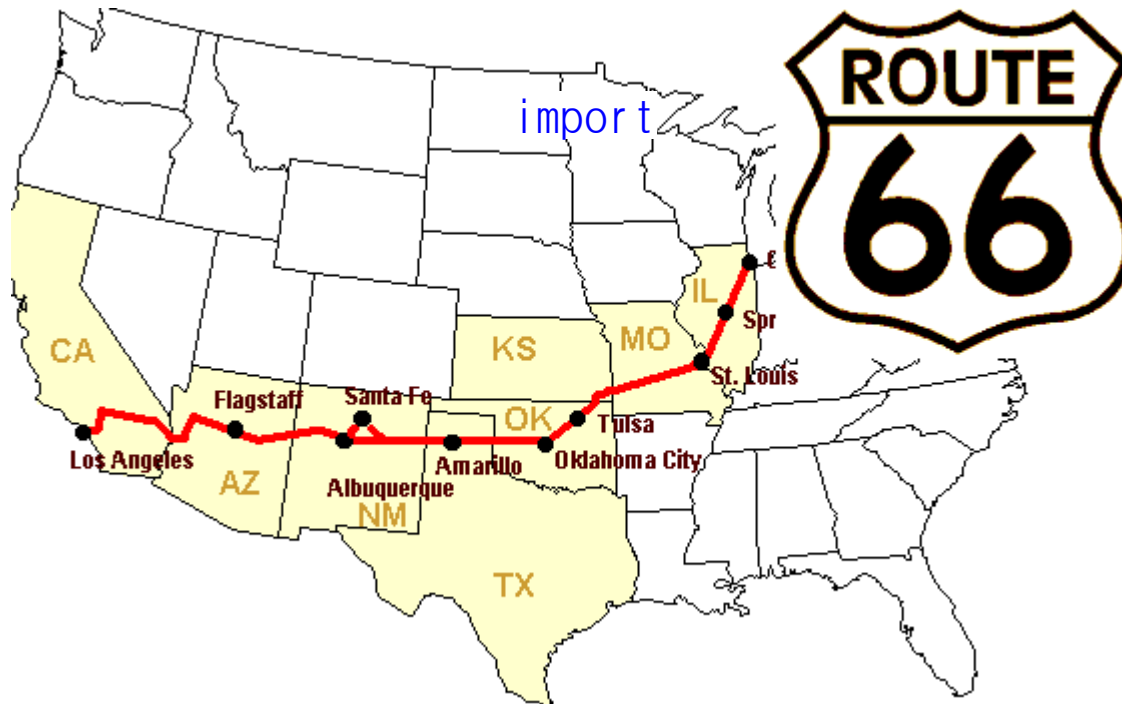 ROUTE
66
import
IL
Spr
MO
KS
CA
St. Louis
Santa Fe
Flagstaff
OK
Tulsa
Los Angeles
Amarillo
Oklahoma City
AZ
Albuquerque
NM
TX